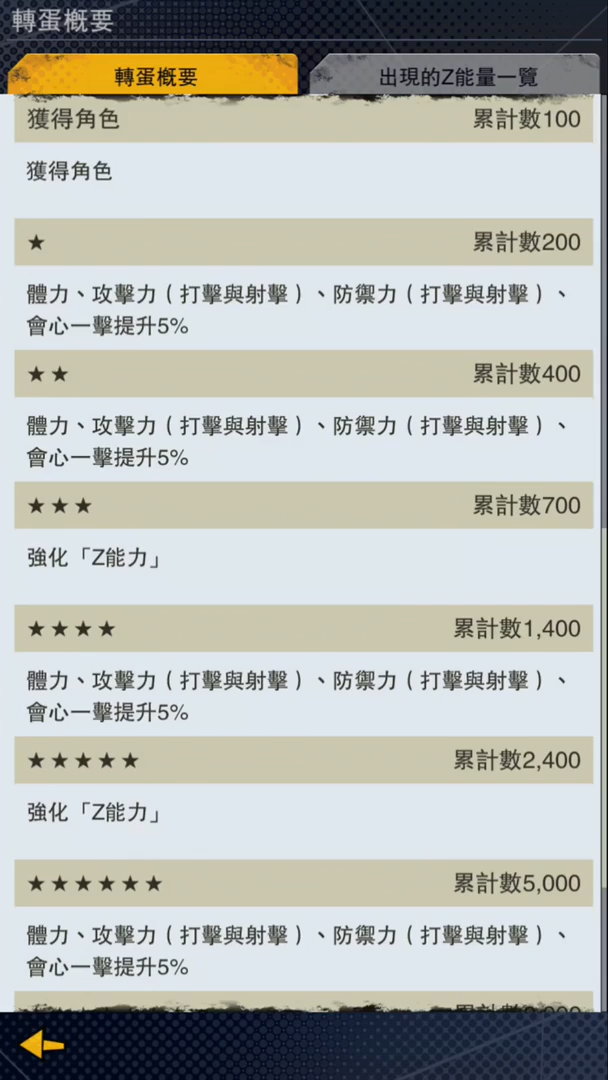 轉蛋概要
轉蛋概要
出現的Z能量一覽
獲得角色 累計數100
獲得角色
★ 累計數200
體力、攻擊力（打擊與射擊）、防禦力（打擊與射擊）、
會心一擊提升5%
★★ 累計數400
體力、攻擊力（打擊與射擊）、防禦力（打擊與射擊）、
會心一擊提升5%
★★★ 累計數700
強化「Z能力」
★★★★ 累計數1,400
體力、攻擊力（打擊與射擊）、防禦力（打擊與射擊）、
會心一擊提升5%
★★★★★ 累計數2,400
強化「Z能力」
★★★★★★ 累計數5,000
體力、攻擊力（打擊與射擊）、防禦力（打擊與射擊）、
會心一擊提升5%